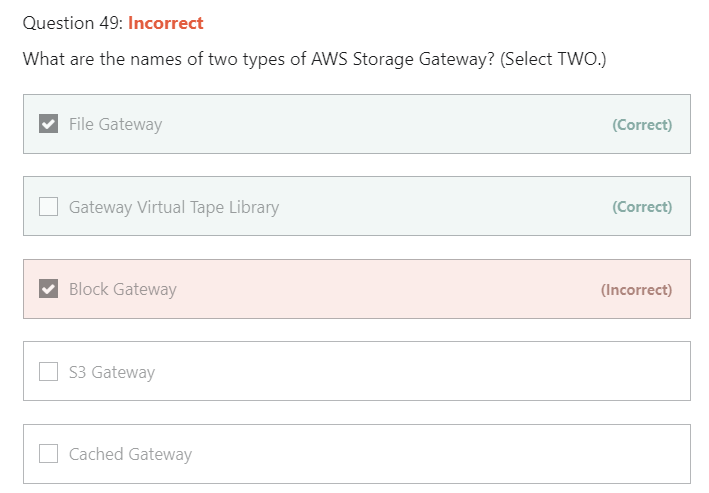 Question 49: Incorrect
What are the names of two types of AWS Storage Gateway? (Select TWO.)
File Gateway (Correct)
Gateway Virtual Tape Library (Correct)
Block Gateway (Incorrect)
S3 Gateway
Cached Gateway